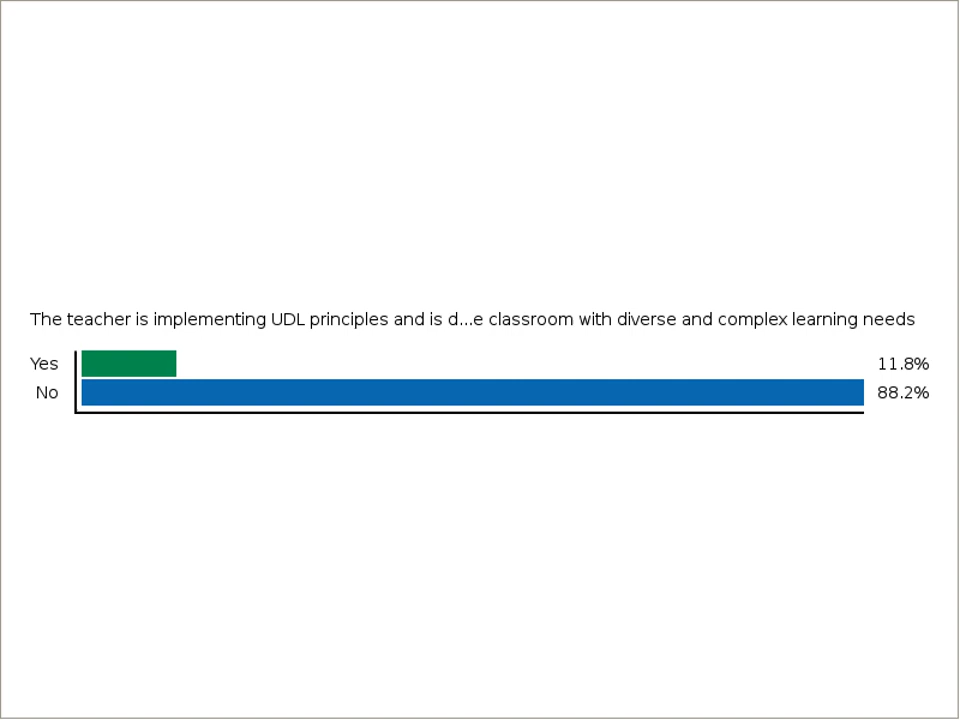 The teacher is implementing UDL principles and is d...e classroom with diverse and complex learning needs
Yes 11.8%
No 88.2%